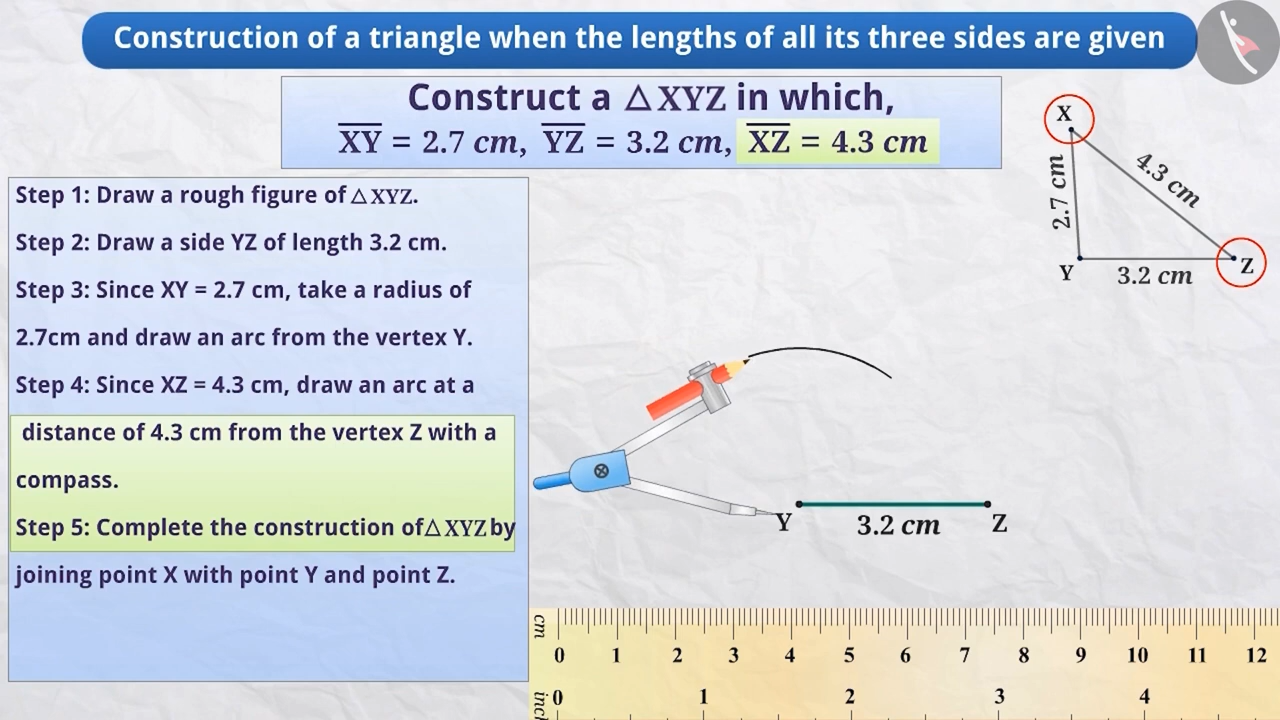 Construction of a triangle when the lengths of all its three sides are given
Construct a △XYZ in which,
X̅Y̅ = 2.7 cm, Y̅Z̅ = 3.2 cm, X̅Z̅ = 4.3 cm
Step 1: Draw a rough figure of △XYZ.
Step 2: Draw a side YZ of length 3.2 cm.
Step 3: Since XY = 2.7 cm, take a radius of
2.7cm and draw an arc from the vertex Y.
Step 4: Since XZ = 4.3 cm, draw an arc at a
distance of 4.3 cm from the vertex Z with a
compass.
Step 5: Complete the construction of △XYZ by
joining point X with point Y and point Z.
X
2.7 cm
4.3 cm
Y
3.2 cm
Z
Y
3.2 cm
Z
cm
0 1 2 3 4 5 6 7 8 9 10 11 12
inch
0 1 2 3 4